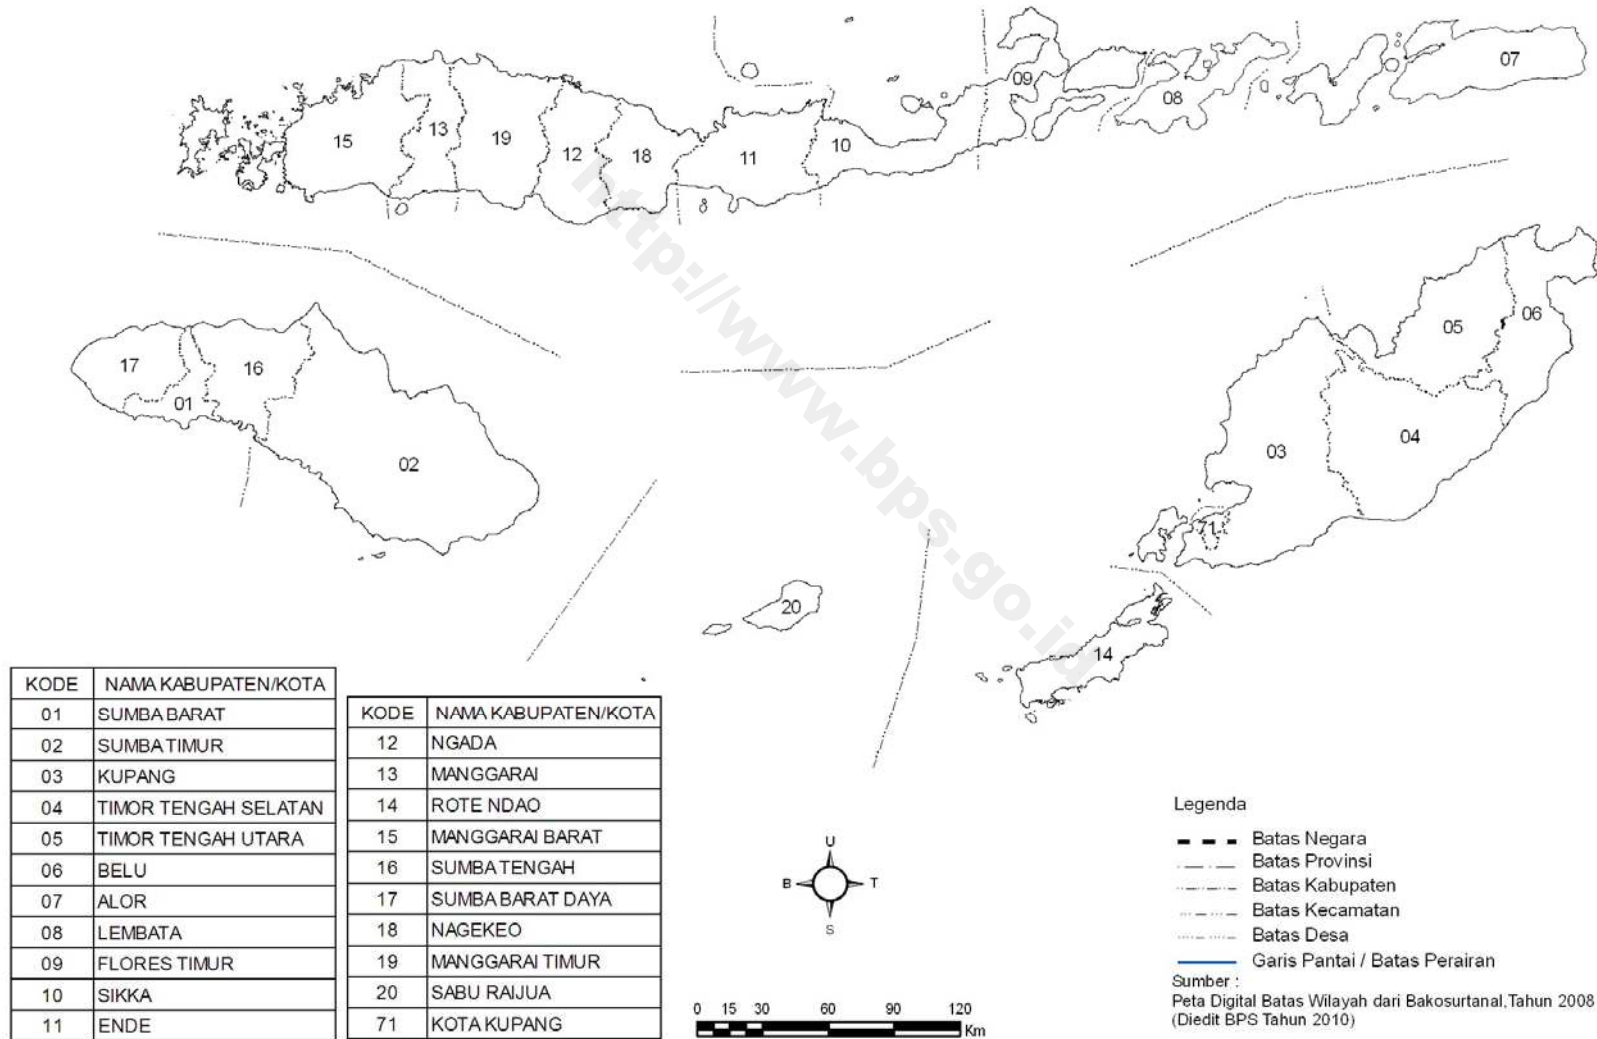 09
07
08
15
13
19
12
18
11
10
http://www.bps.go.id
17
16
01
02
05
06
03
04
71
20
14
KODE NAMA KABUPATEN/KOTA
01 SUMBA BARAT
02 SUMBA TIMUR
03 KUPANG
04 TIMOR TENGAH SELATAN
05 TIMOR TENGAH UTARA
06 BELU
07 ALOR
08 LEMBATA
09 FLORES TIMUR
10 SIKKA
11 ENDE
KODE NAMA KABUPATEN/KOTA
12 NGADA
13 MANGGARAI
14 ROTE NDAO
15 MANGGARAI BARAT
16 SUMBA TENGAH
17 SUMBA BARAT DAYA
18 NAGEKEO
19 MANGGARAI TIMUR
20 SABU RAIJUA
71 KOTA KUPANG
U
B T
S
0 15 30 60 90 120
Km
Legenda
Batas Negara
Batas Provinsi
Batas Kabupaten
Batas Kecamatan
Batas Desa
Garis Pantai / Batas Perairan
Sumber :
Peta Digital Batas Wilayah dari Bakosurtanal,Tahun 2008
(Diedit BPS Tahun 2010)